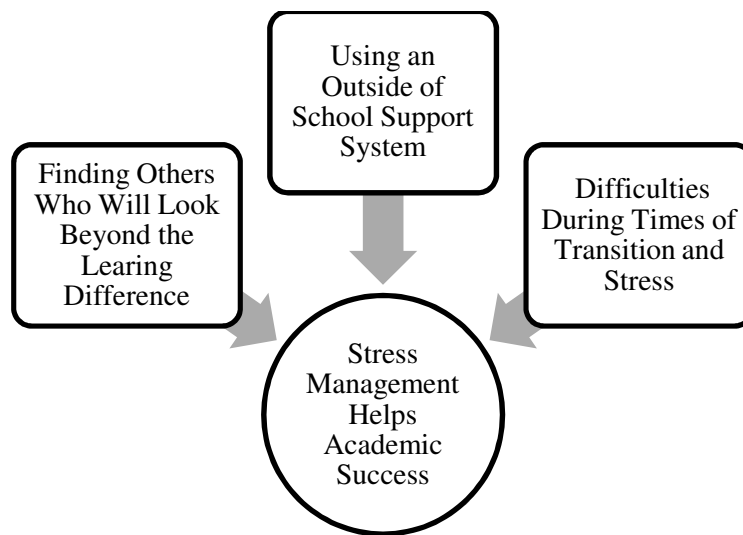 Using an
Outside of
School Support
System
Finding Others
Who Will Look
Beyond the
Learing
Difference
Difficulties
During Times of
Transition and
Stress
Stress
Management
Helps
Academic
Success